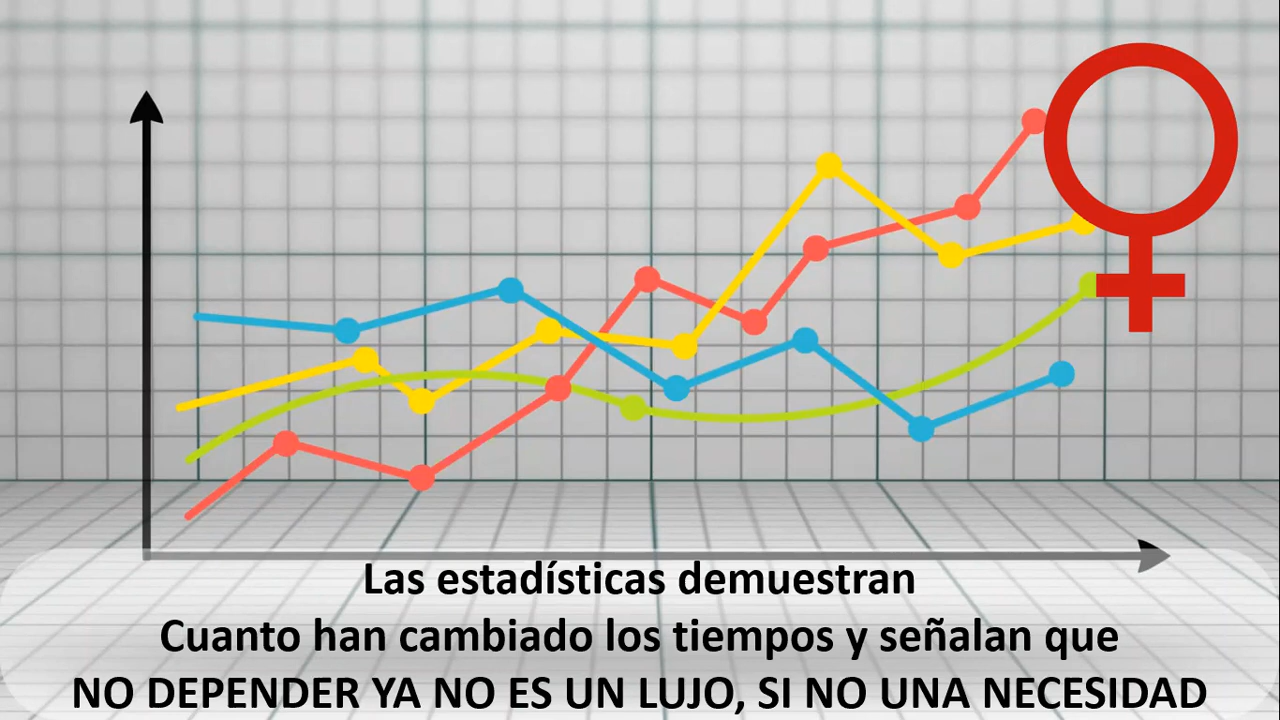 Las estadísticas demuestran
Cuanto han cambiado los tiempos y señalan que
NO DEPENDER YA NO ES UN LUJO, SI NO UNA NECESIDAD